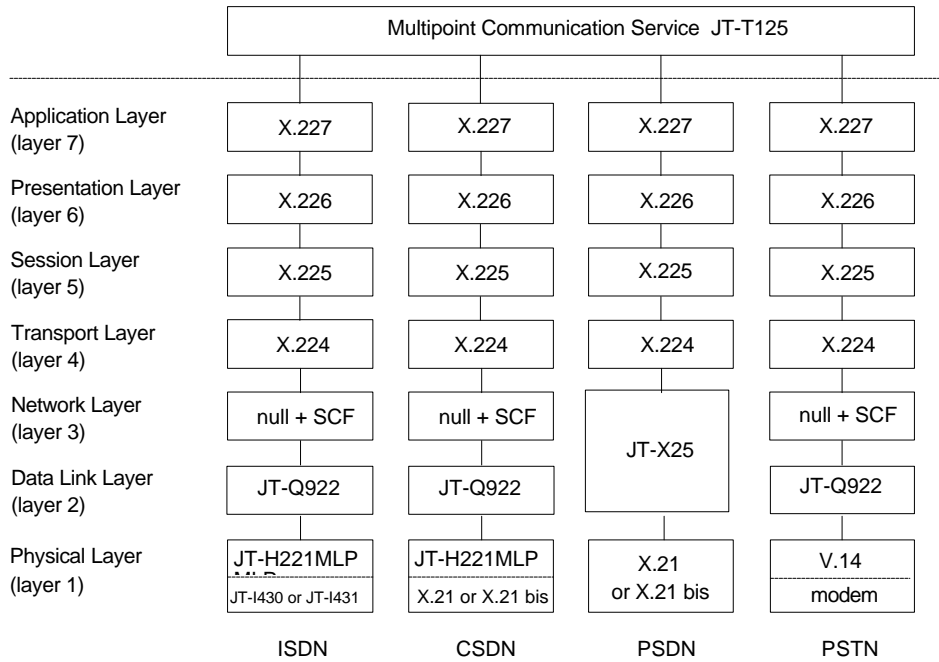 Multipoint Communication Service JT-T125
Application Layer
(layer 7)
X.227
X.227
X.227
X.227
Presentation Layer
(layer 6)
X.226
X.226
X.226
X.226
Session Layer
(layer 5)
X.225
X.225
X.225
X.225
Transport Layer
(layer 4)
X.224
X.224
X.224
X.224
Network Layer
(layer 3)
null + SCF
null + SCF
JT-X25
null + SCF
Data Link Layer
(layer 2)
JT-Q922
JT-Q922
JT-Q922
Physical Layer
(layer 1)
JT-H221MLP
JT-I430 or JT-I431
JT-H221MLP
X.21 or X.21 bis
X.21
or X.21 bis
V.14
modem
ISDN
CSDN
PSDN
PSTN